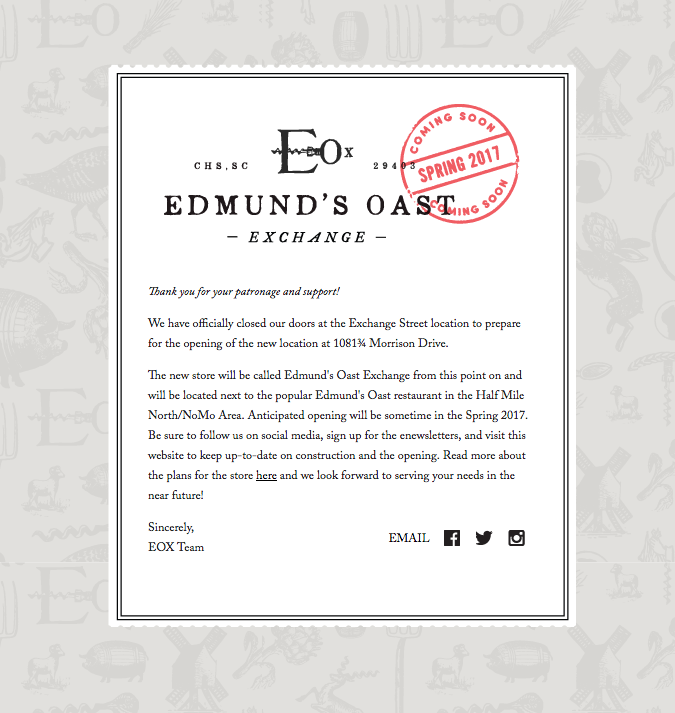 Eox
CHS, SC
29403
EDMUND'S OAST
— EXCHANGE —
COMING SOON
SPRING 2017
COMING SOON
Thank you for your patronage and support!
We have officially closed our doors at the Exchange Street location to prepare
for the opening of the new location at 1081¾ Morrison Drive.
The new store will be called Edmund's Oast Exchange from this point on and
will be located next to the popular Edmund's Oast restaurant in the Half Mile
North/NoMo Area. Anticipated opening will be sometime in the Spring 2017.
Be sure to follow us on social media, sign up for the enewsletters, and visit this
website to keep up-to-date on construction and the opening. Read more about
the plans for the store here and we look forward to serving your needs in the
near future!
Sincerely,
EOX Team
EMAIL